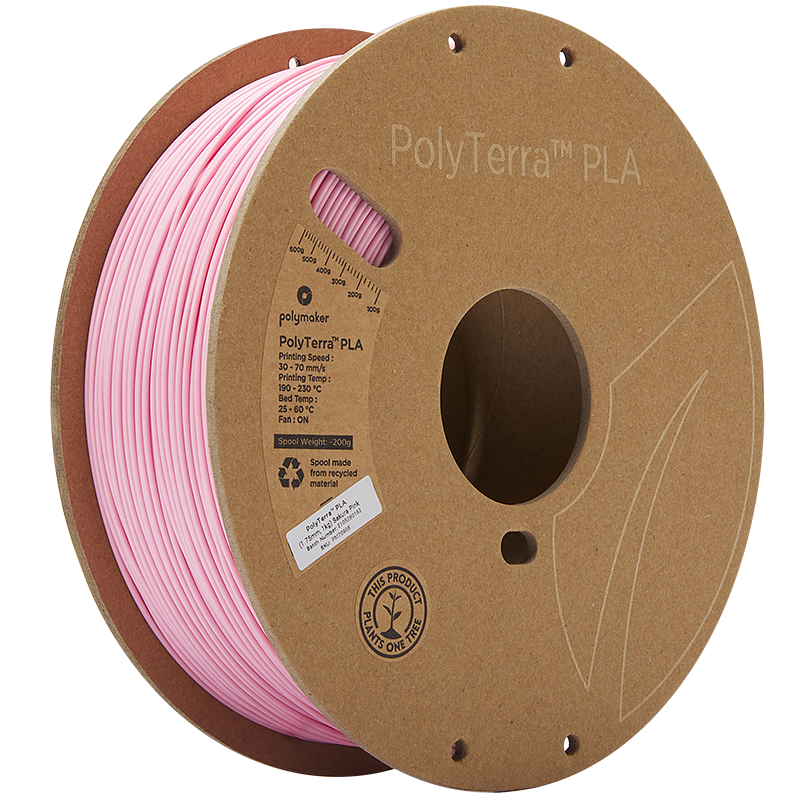 PolyTerra™ PLA
600g
500g
400g
300g
200g
100g
polymaker
PolyTerra™ PLA
Printing Speed :
30 - 70 mm/s
Printing Temp :
190 - 230 °C
Bed Temp :
25 - 60 °C
Fan : ON
Spool Weight: ~200g
Spool made
from recycled
material
PolyTerra™ PLA
(1.75mm, 1kg) Sakura Pink
Batch Number:
SKU: PM70908
THIS PRODUCT
PLANTS ONE TREE